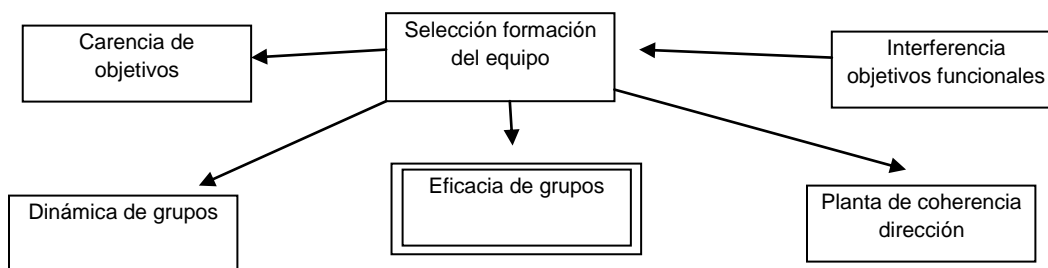 Carencia de
objetivos
Selección formación
del equipo
Interferencia
objetivos funcionales
Dinámica de grupos
Eficacia de grupos
Planta de coherencia
dirección